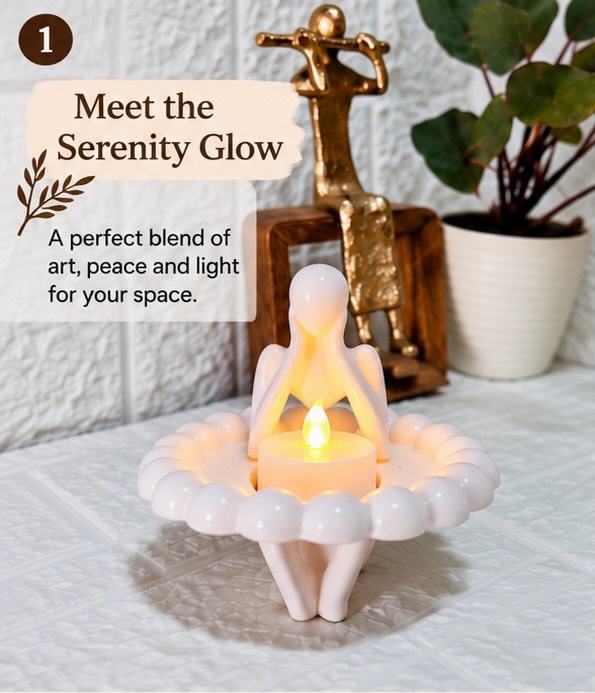 1
Meet the
Serenity Glow
A perfect blend of
art, peace and light
for your space.